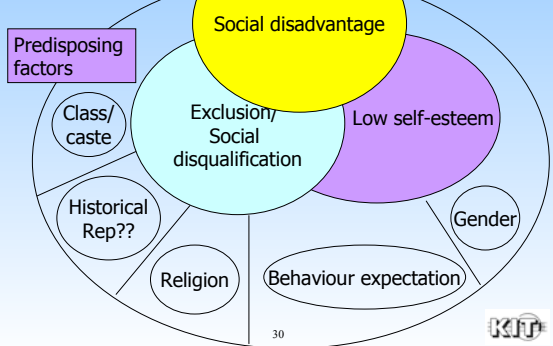 Social disadvantage
Predisposing
factors
Class/
caste
Exclusion/
Social
disqualification
Low self-esteem
Historical
Rep??
Gender
Religion
Behaviour expectation
30
KIT